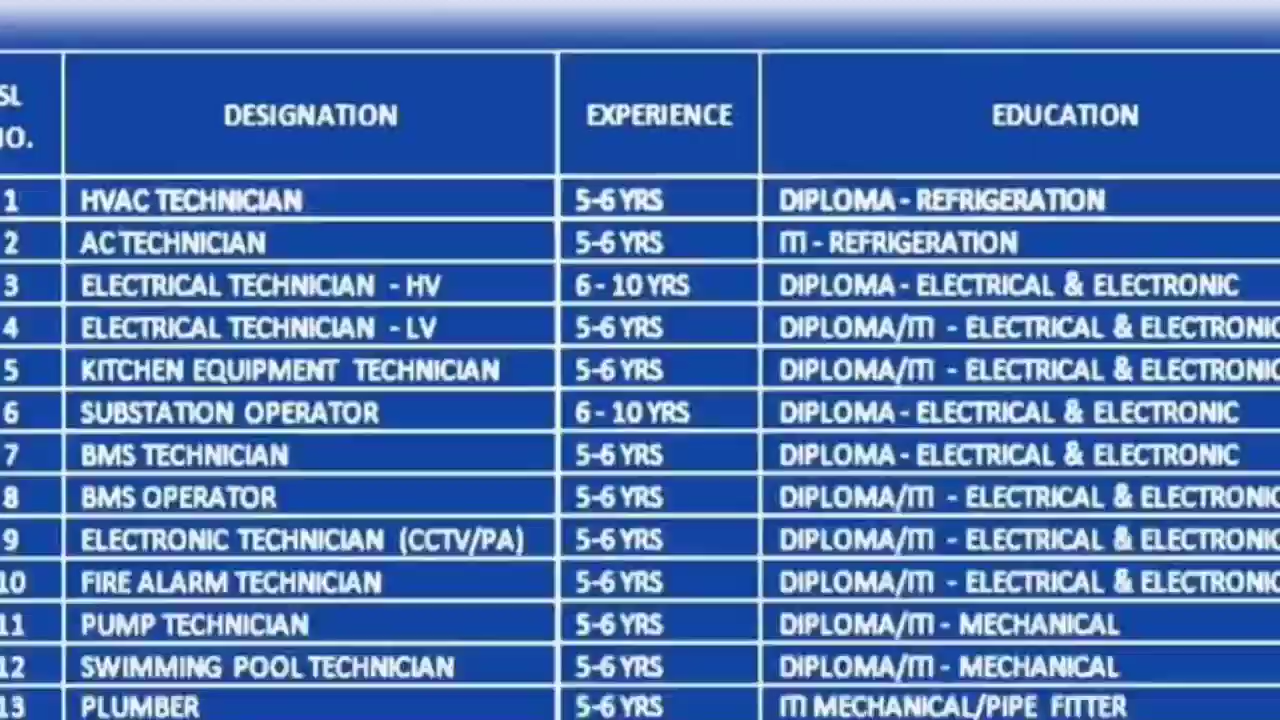 SL NO. DESIGNATION EXPERIENCE EDUCATION
1 HVAC TECHNICIAN 5-6 YRS DIPLOMA - REFRIGERATION
2 AC TECHNICIAN 5-6 YRS ITI - REFRIGERATION
3 ELECTRICAL TECHNICIAN - HV 6 - 10 YRS DIPLOMA - ELECTRICAL & ELECTRONIC
4 ELECTRICAL TECHNICIAN - LV 5-6 YRS DIPLOMA/ITI - ELECTRICAL & ELECTRONIC
5 KITCHEN EQUIPMENT TECHNICIAN 5-6 YRS DIPLOMA/ITI - ELECTRICAL & ELECTRONIC
6 SUBSTATION OPERATOR 6 - 10 YRS DIPLOMA - ELECTRICAL & ELECTRONIC
7 BMS TECHNICIAN 5-6 YRS DIPLOMA - ELECTRICAL & ELECTRONIC
8 BMS OPERATOR 5-6 YRS DIPLOMA/ITI - ELECTRICAL & ELECTRONIC
9 ELECTRONIC TECHNICIAN (CCTV/PA) 5-6 YRS DIPLOMA/ITI - ELECTRICAL & ELECTRONIC
10 FIRE ALARM TECHNICIAN 5-6 YRS DIPLOMA/ITI - ELECTRICAL & ELECTRONIC
11 PUMP TECHNICIAN 5-6 YRS DIPLOMA/ITI - MECHANICAL
12 SWIMMING POOL TECHNICIAN 5-6 YRS DIPLOMA/ITI - MECHANICAL
13 PLUMBER 5-6 YRS ITI MECHANICAL/PIPE FITTER